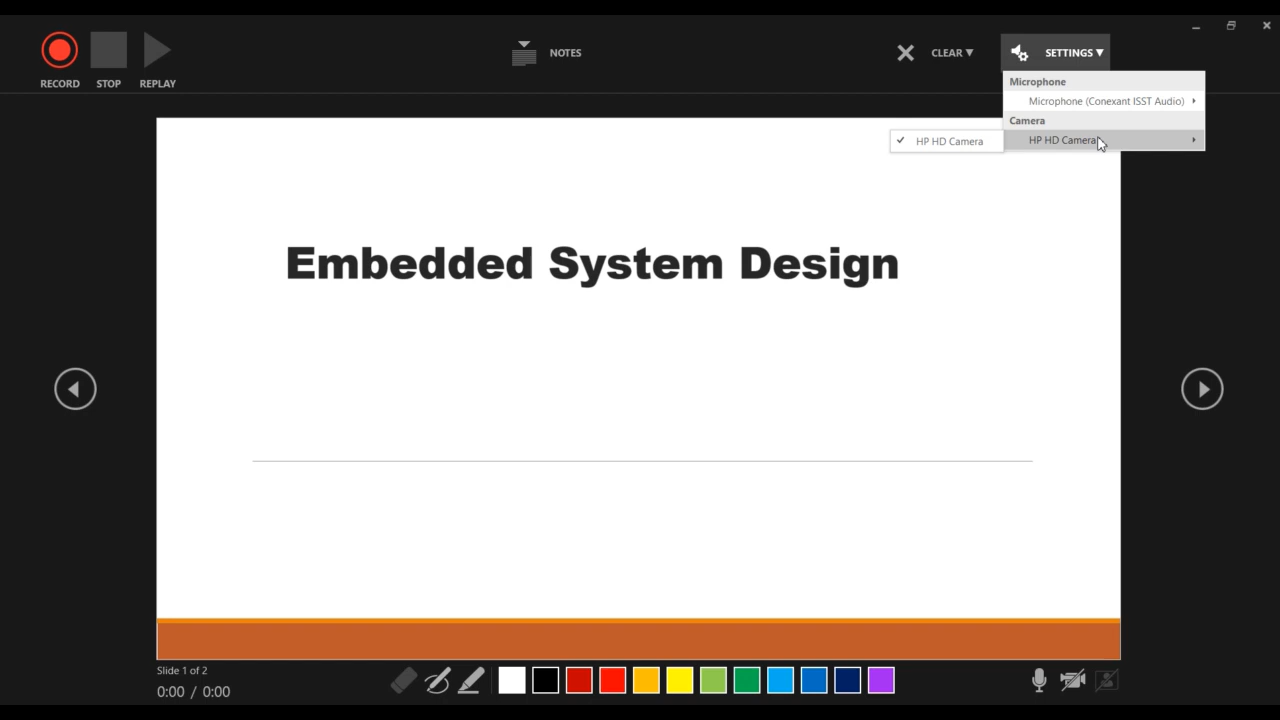 RECORD
STOP
REPLAY
NOTES
CLEAR
SETTINGS
Microphone
Microphone (Conexant ISST Audio)
Camera
HP HD Camera
HP HD Camera
Embedded System Design
Slide 1 of 2
0:00 / 0:00